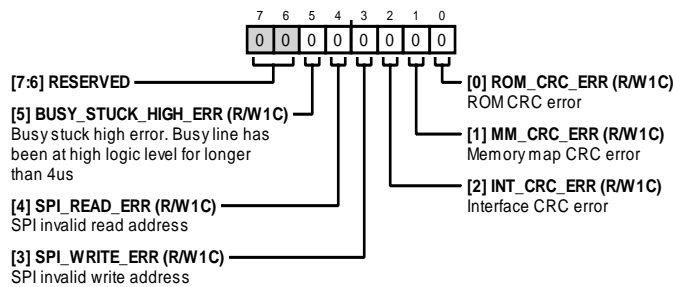 7 6 5 4 3 2 1 0
0 0 0 0 0 0 0 0
[7:6] RESERVED
[5] BUSY_STUCK_HIGH_ERR (R/W1C)
Busy stuck high error. Busy line has
been at high logic level for longer
than 4us
[4] SPI_READ_ERR (R/W1C)
SPI invalid read address
[3] SPI_WRITE_ERR (R/W1C)
SPI invalid write address
[0] ROM_CRC_ERR (R/W1C)
ROM CRC error
[1] MM_CRC_ERR (R/W1C)
Memory map CRC error
[2] INT_CRC_ERR (R/W1C)
Interface CRC error